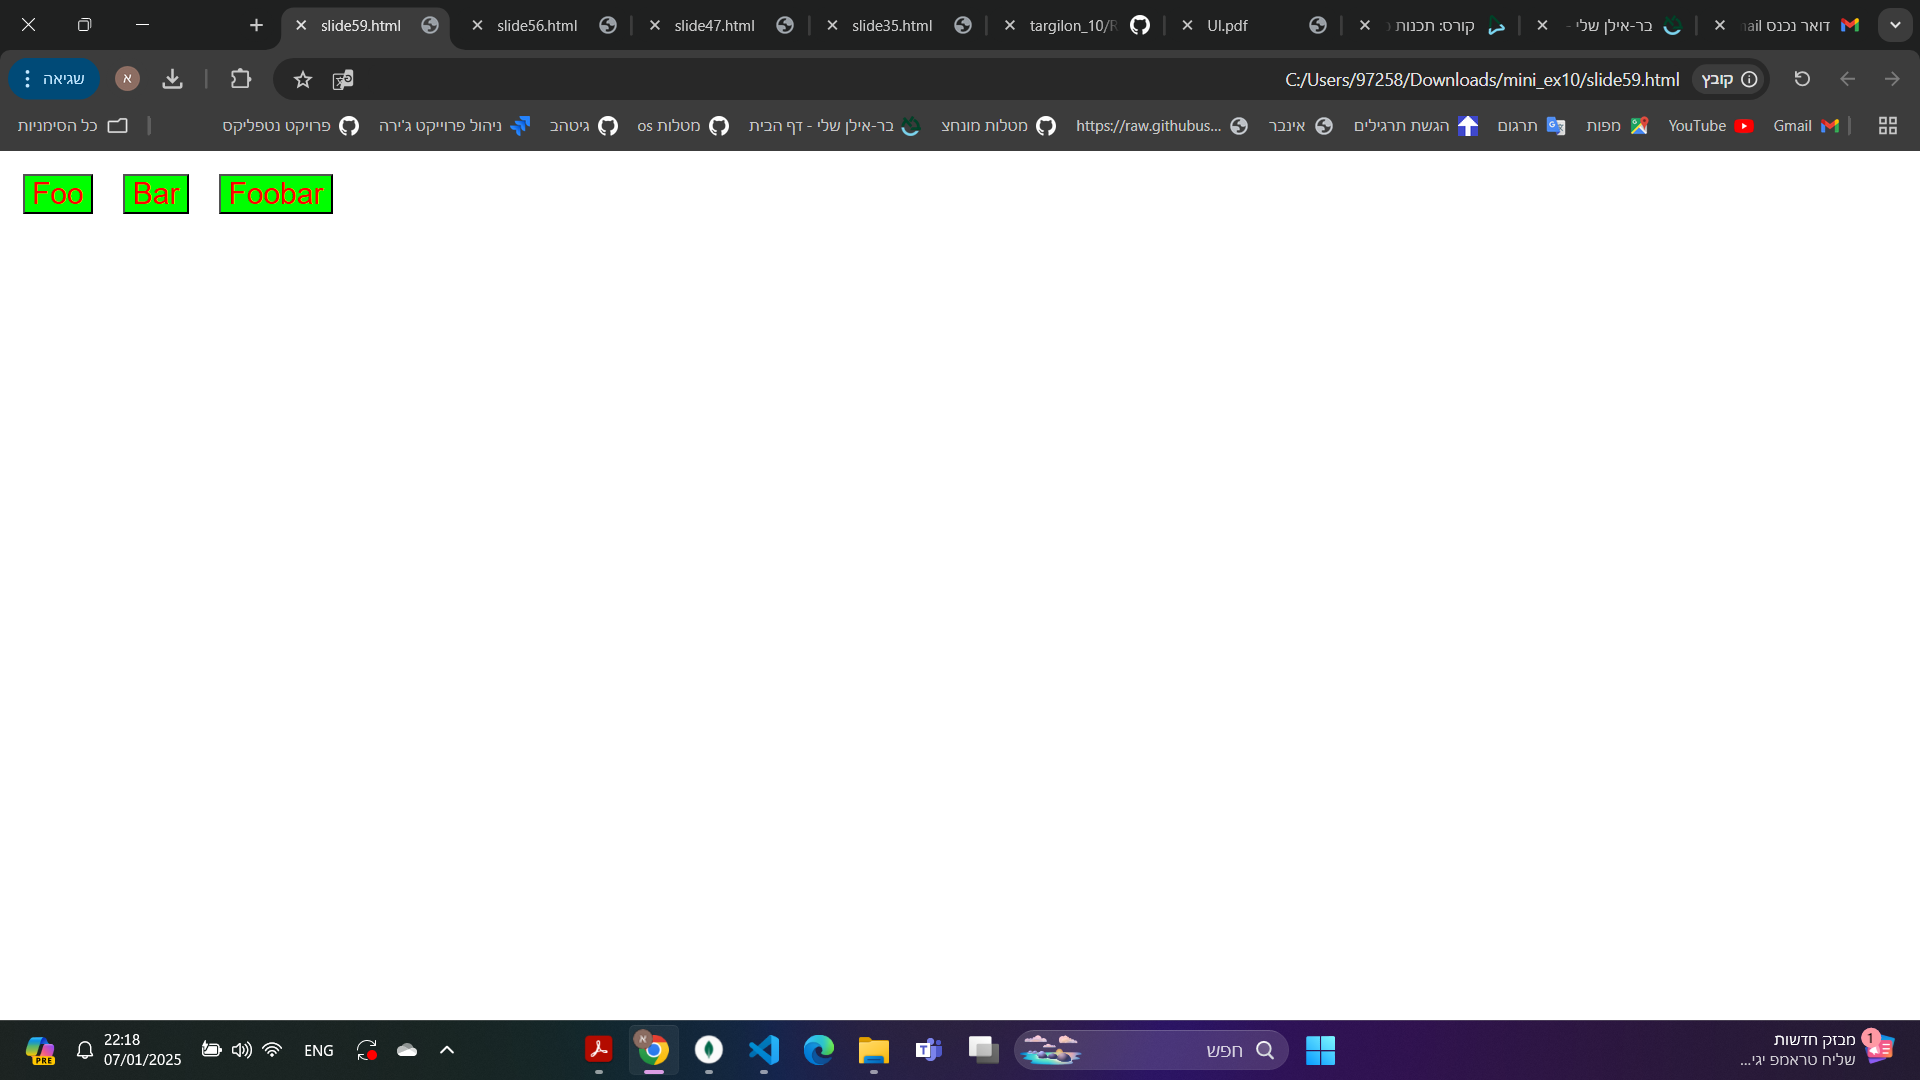 slide59.html
slide56.html
slide47.html
slide35.html
targilon_10/R
UI.pdf
קורס: תכנות
בר-אילן שלי -
דואר נכנס
שגיאה
א
C:/Users/97258/Downloads/mini_ex10/slide59.html
קובץ
כל הסימניות
פרויקט נטפליקס
ניהול פרוייקט ג'ירה
גיטהב
מטלות os
בר-אילן שלי - דף הבית
מטלות מונחצ
https://raw.githubus...
אינבר
הגשת תרגילים
תרגום
מפות
YouTube
Gmail
Foo
Bar
Foobar
PRE
22:18
07/01/2025
ENG
א
חפש
מבזק חדשות
שליח טראמפ יגי...
1